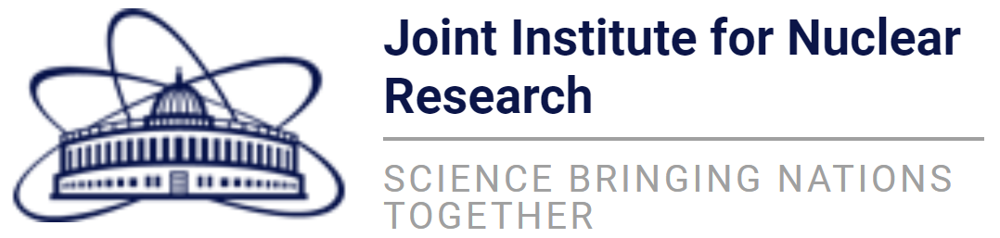 Joint Institute for Nuclear
Research
SCIENCE BRINGING NATIONS
TOGETHER